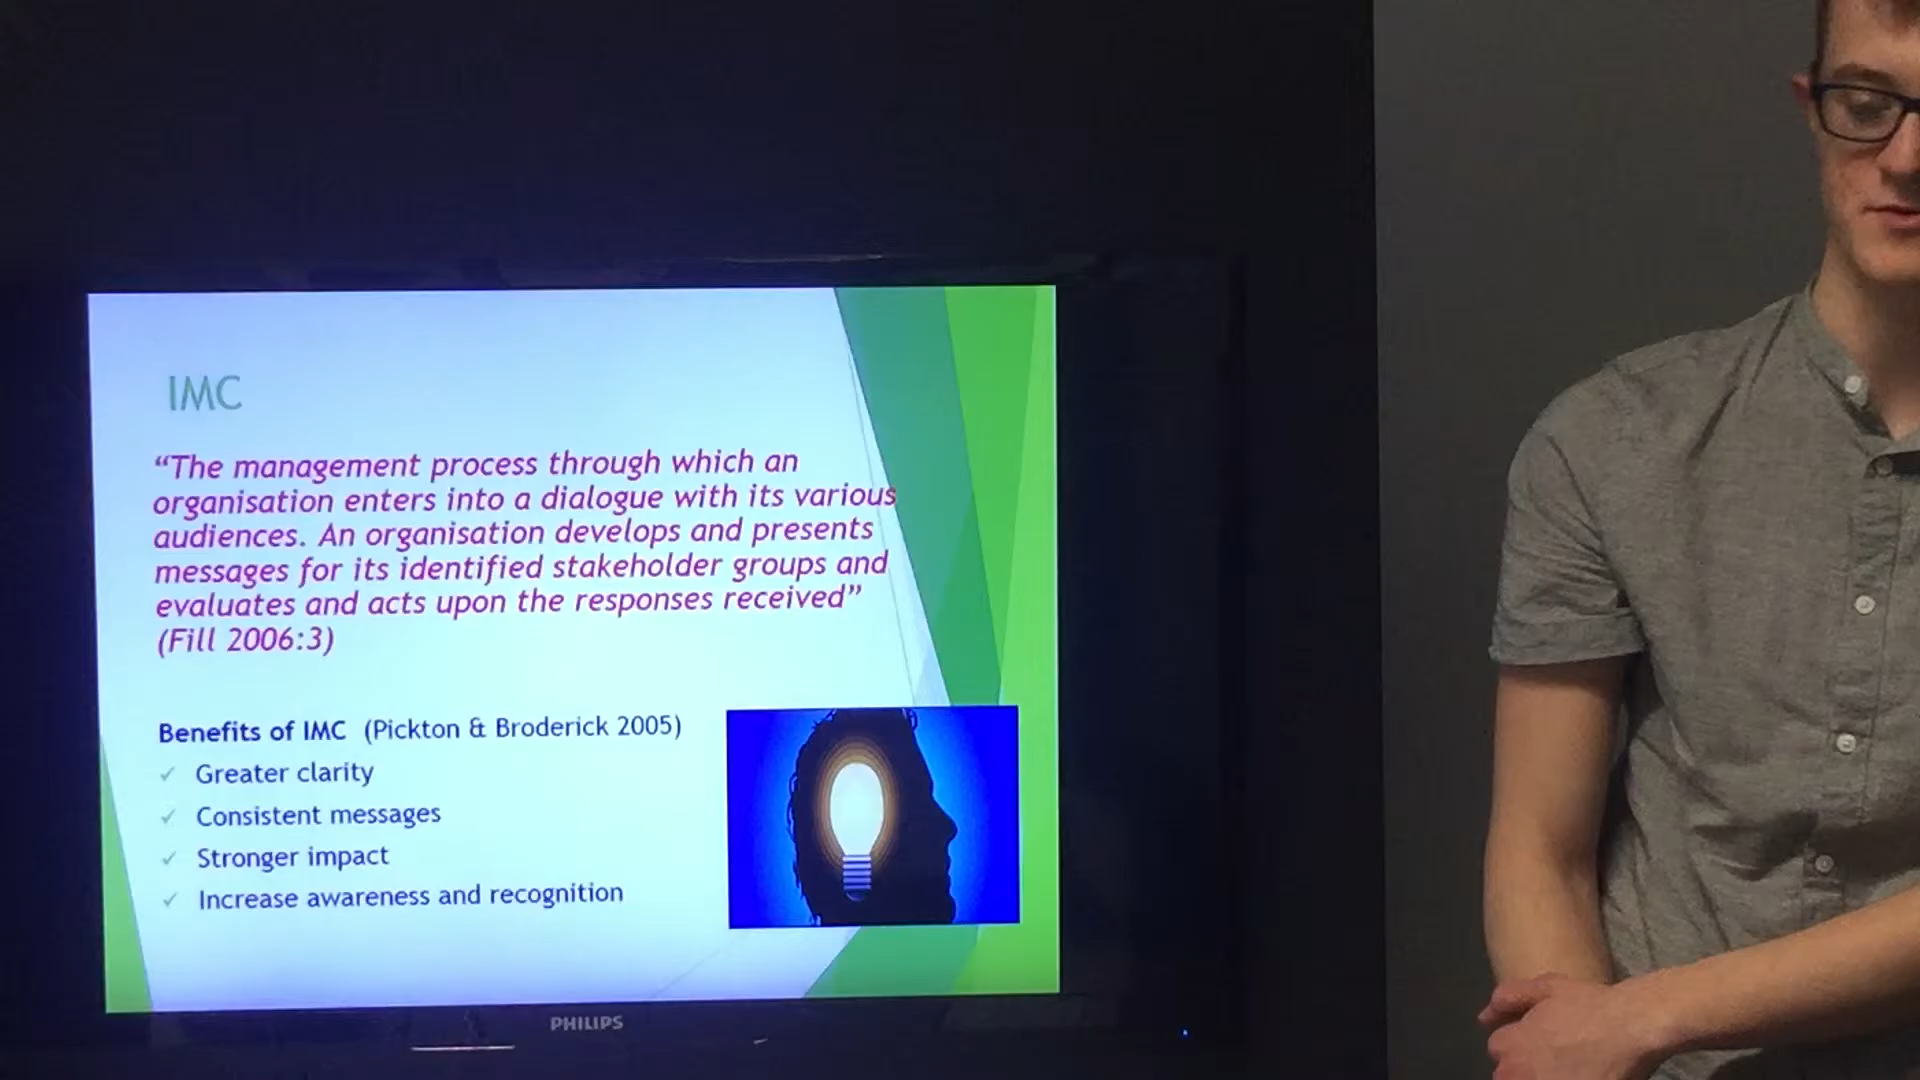 IMC
“The management process through which an
organisation enters into a dialogue with its various
audiences. An organisation develops and presents
messages for its identified stakeholder groups and
evaluates and acts upon the responses received”
(Fill 2006:3)
Benefits of IMC (Pickton & Broderick 2005)
✓ Greater clarity
✓ Consistent messages
✓ Stronger impact
✓ Increase awareness and recognition
PHILIPS